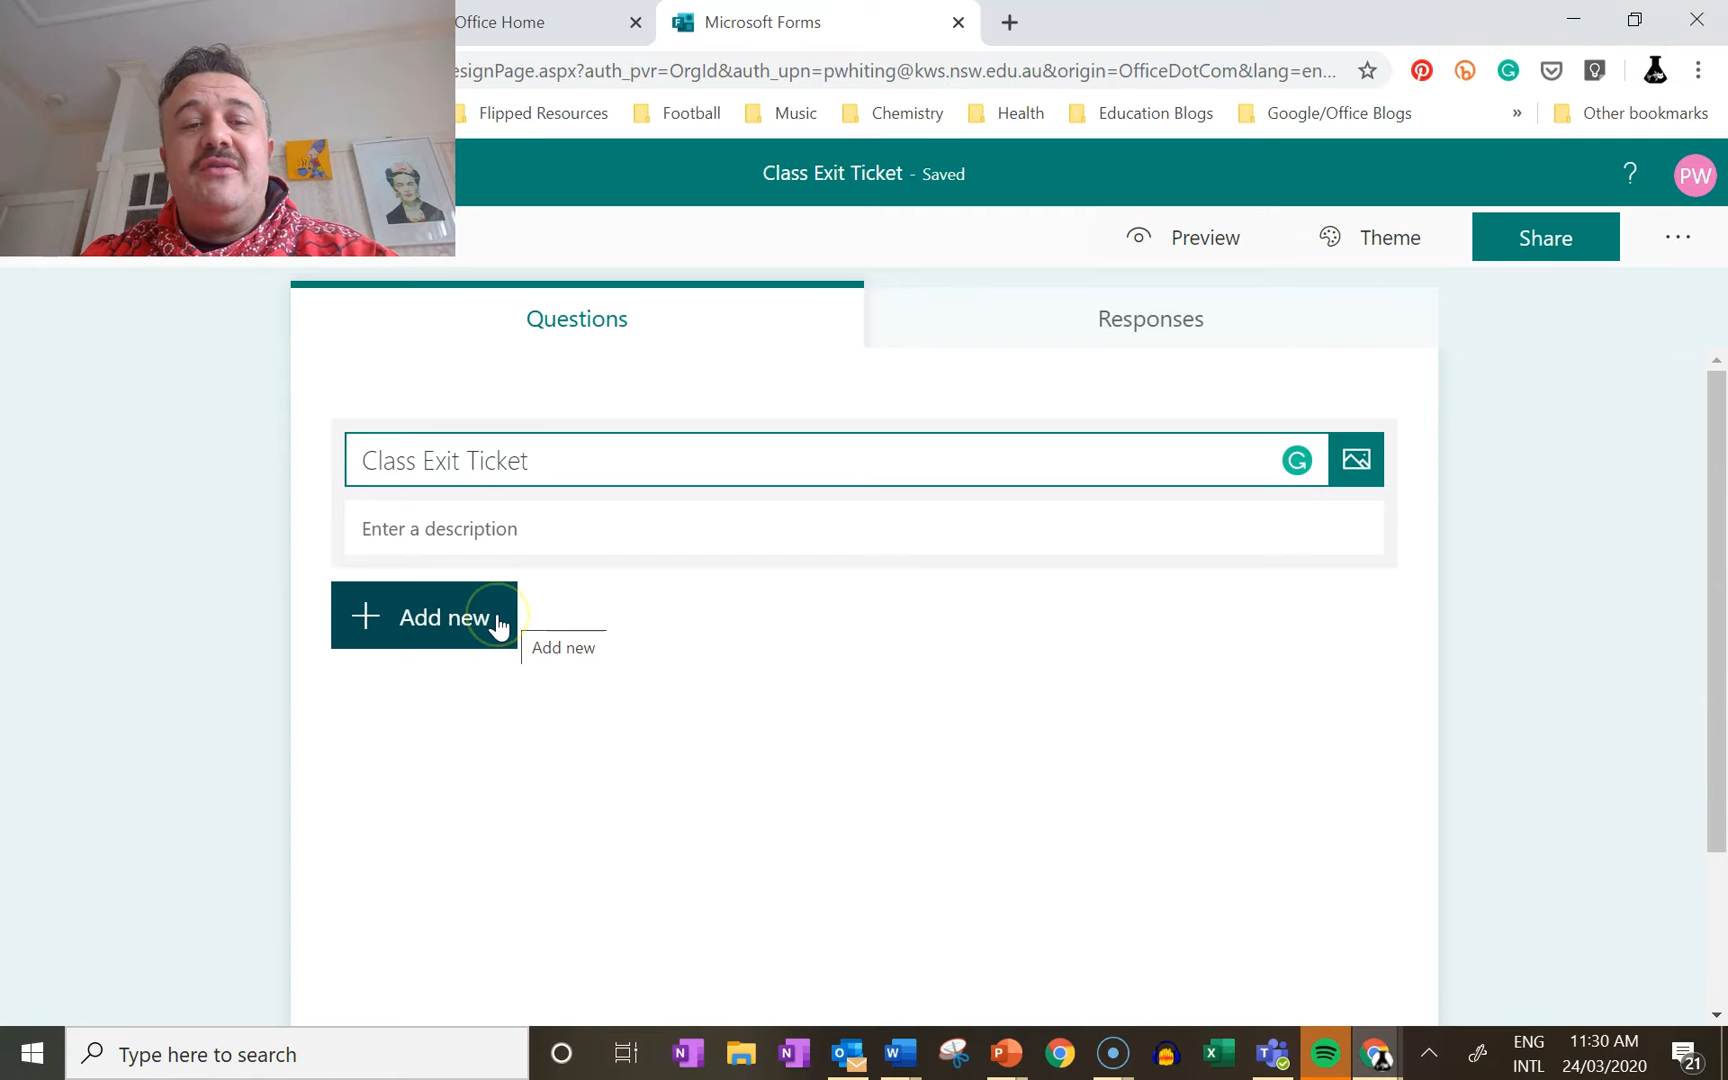 Office Home
Microsoft Forms
esignPage.aspx?auth_pvr=OrgId&auth_upn=pwhiting@kws.nsw.edu.au&origin=OfficeDotCom&lang=en...
Flipped Resources Football Music Chemistry Health Education Blogs Google/Office Blogs » Other bookmarks
Class Exit Ticket - Saved
? PW
Preview Theme Share ...
Questions Responses
Class Exit Ticket
Enter a description
+ Add new
Add new
Type here to search
ENG 11:30 AM
INTL 24/03/2020 21